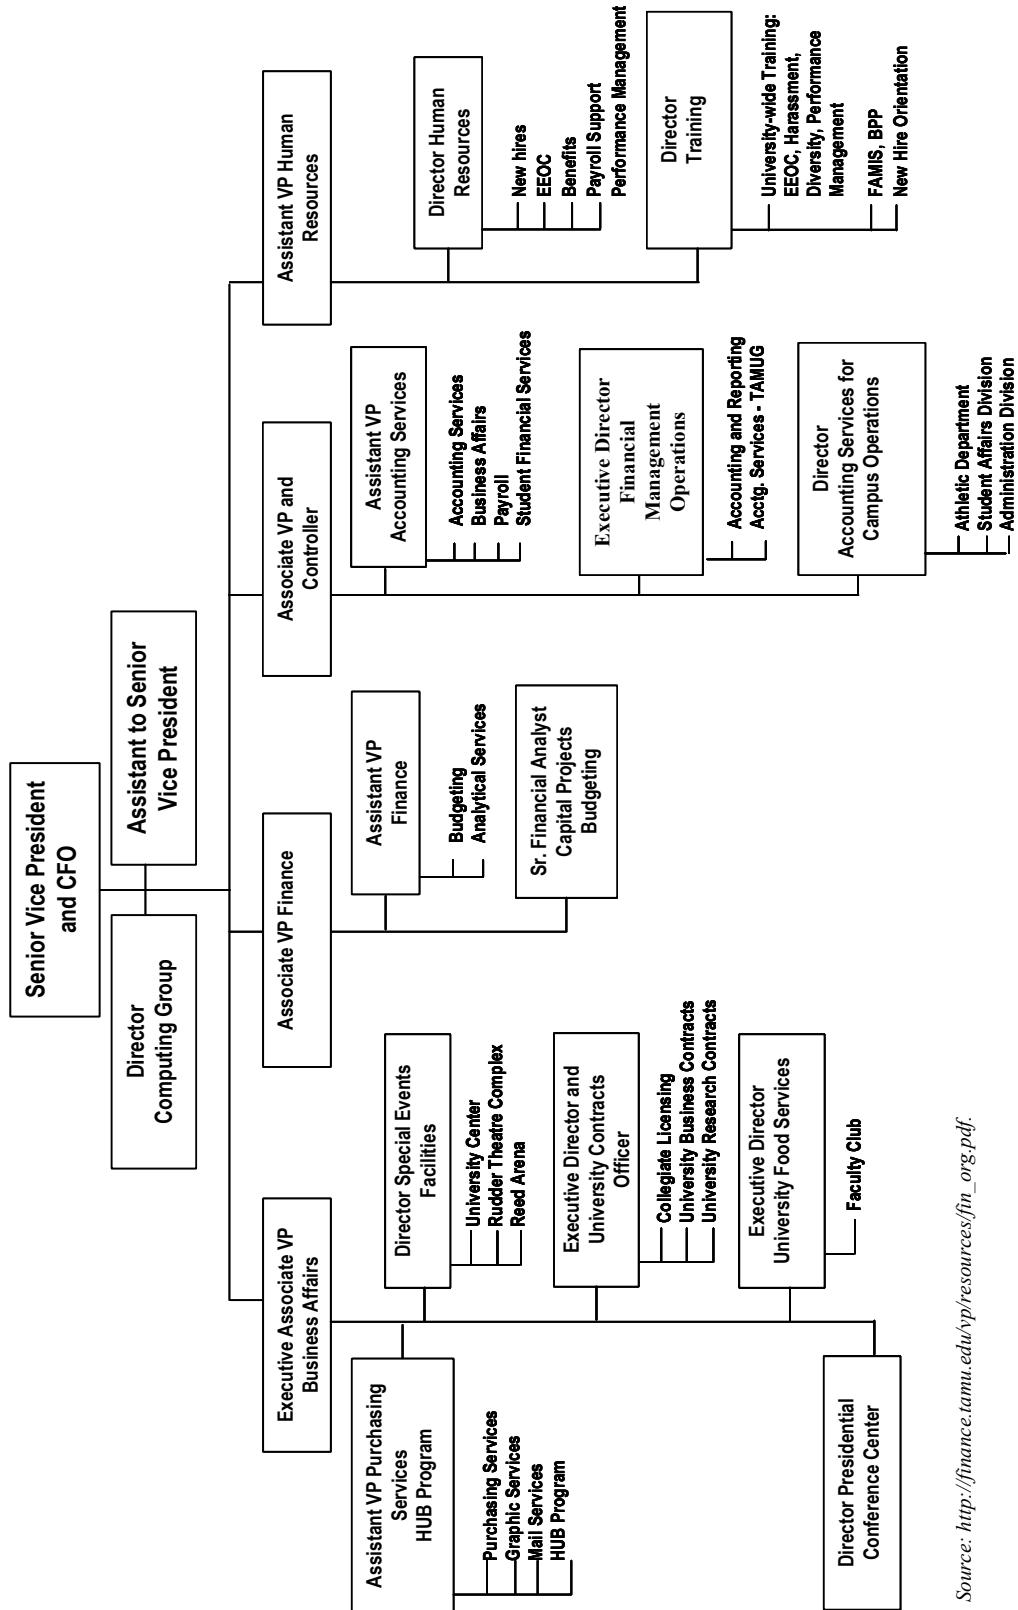 Senior Vice President
and CFO
Director
Computing Group
Assistant to Senior
Vice President
Executive Associate VP
Business Affairs
Associate VP Finance
Associate VP and
Controller
Assistant VP Human
Resources
Assistant VP Purchasing
Services
HUB Program
Purchasing Services
Graphic Services
Mail Services
HUB Program
Director Presidential
Conference Center
Director Special Events
Facilities
University Center
Rudder Theatre Complex
Reed Arena
Executive Director and
University Contracts
Officer
Collegiate Licensing
University Business Contracts
University Research Contracts
Executive Director
University Food Services
Faculty Club
Assistant VP
Finance
Budgeting
Analytical Services
Sr. Financial Analyst
Capital Projects
Budgeting
Assistant VP
Accounting Services
Accounting Services
Business Affairs
Payroll
Student Financial Services
Executive Director
Financial
Management
Operations
Accounting and Reporting
Acctg. Services - TAMUG
Director
Accounting Services for
Campus Operations
Athletic Department
Student Affairs Division
Administration Division
Director Human
Resources
New hires
EEOC
Benefits
Payroll Support
Performance Management
Director
Training
University-wide Training:
EEOC, Harassment,
Diversity, Performance
Management
FAMIS, BPP
New Hire Orientation
Source: http://finance.tamu.edu/vp/resources/fin_org.pdf.